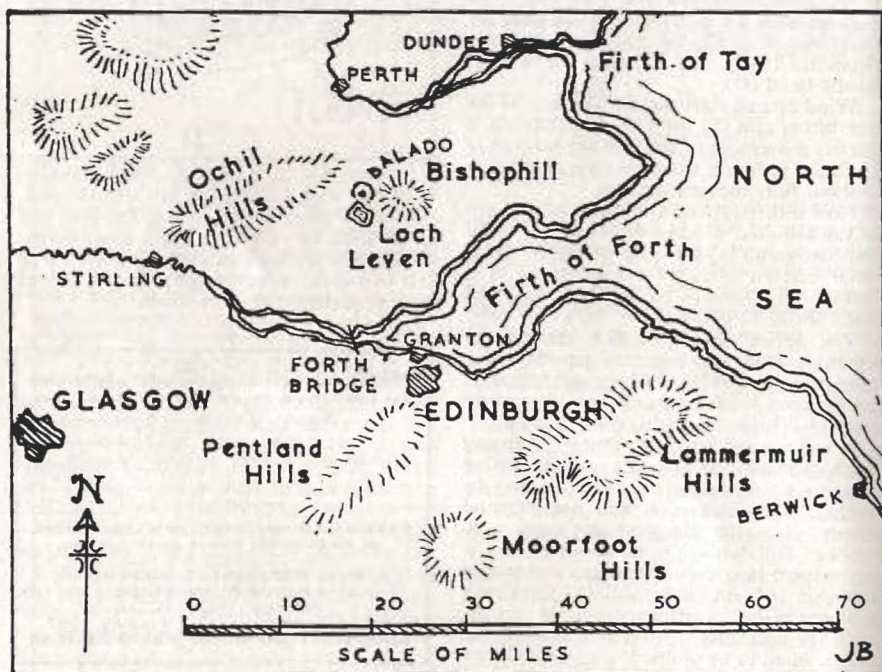 DUNDEE
Firth of Tay
PERTH
BALADO
Ochil
Hills
Bishophill
NORTH
Loch
Leven
Firth of Forth
STIRLING
SEA
GRANTON
FORTH
BRIDGE
GLASGOW
EDINBURGH
Pentland
Hills
Lammermuir
Hills
BERWICK
N
Moorfoot
Hills
0 10 20 30 40 50 60 70
SCALE OF MILES
JB